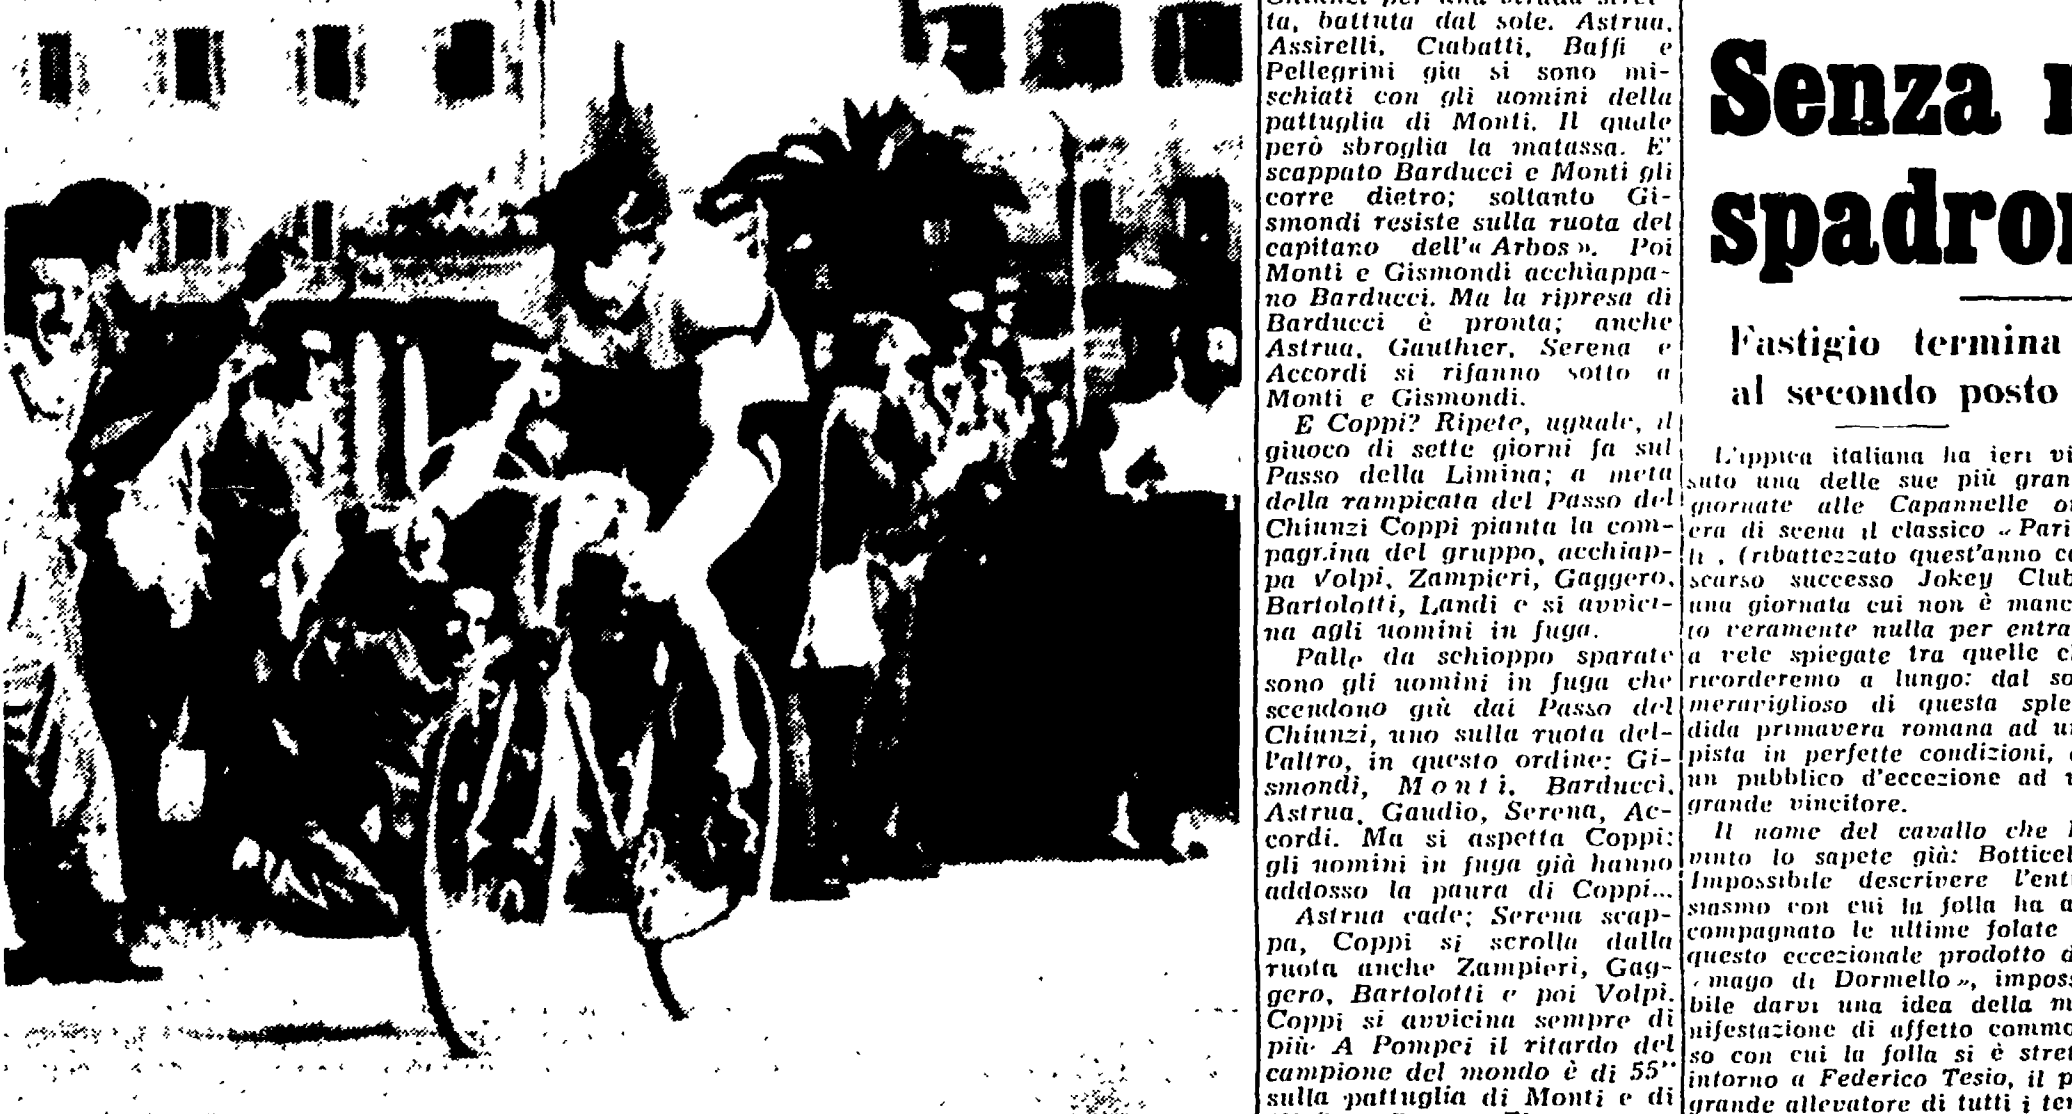 ta, battuta dal sole. Astrua,
Assirelli, Ciabatti, Baffi e
Pellegrini già si sono mi-
schiati con gli uomini della
pattuglia di Monti. Il quale
però sbroglia la matassa. E'
scappato Barducci e Monti gli
corre dietro; soltanto Gi-
smondi resiste sulla ruota del
capitano dell'« Arbos ». Poi
Monti e Gismondi acchiappa-
no Barducci. Ma la ripresa di
Barducci è pronta; anche
Astrua, Gauthier, Serena e
Accordi si rifanno sotto a
Monti e Gismondi.
E Coppi? Ripete, uguale, il
giuoco di sette giorni fa sul
Passo della Limina; a metà
della rampicata del Passo del
Chiunzi Coppi pianta la com-
pagnina del gruppo, acchiap-
pa Volpi, Zampieri, Gaggero,
Bartolotti, Landi e si avvici-
na agli uomini in fuga.
Palle da schioppo sparate
sono gli uomini in fuga che
scendono giù dai Passo del
Chiunzi, uno sulla ruota del-
l'altro, in questo ordine: Gi-
smondi, Monti, Barducci,
Astrua, Gaudio, Serena, Ac-
cordi. Ma si aspetta Coppi:
gli uomini in fuga già hanno
addosso la paura di Coppi...
Astrua cade; Serena scap-
pa, Coppi si scrolla dalla
ruota anche Zampieri, Gag-
gero, Bartolotti e poi Volpi.
Coppi si avvicina sempre di
più. A Pompei il ritardo del
campione del mondo è di 55''
sulla pattuglia di Monti e di
Senza
spadron
Fastigio termina
al secondo posto
L'ippica italiana ha ieri vis
suto una delle sue più gran
giornate alle Capannelle
era di scena il classico « Pari
li » (ribattezzato quest'anno co
scarso successo Jokey Club
una giornata cui non è manc
to veramente nulla per entra
a vele spiegate tra quelle c
ricorderemo a lungo: dal so
meraviglioso di questa sple
dida primavera romana ad u
pista in perfette condizioni,
un pubblico d'eccezione ad
grande vincitore.
Il nome del cavallo che
vinto lo sapete già: Botticel
Impossibile descrivere l'entu
siasmo con cui la folla ha a
compagnato le ultime folate
questo eccezionale prodotto d
« mago di Dormello », imposs
bile darvi una idea della m
nifestazione di affetto commo
so con cui la folla si è stret
intorno a Federico Tesio, il p
grande allevatore di tutti i tem